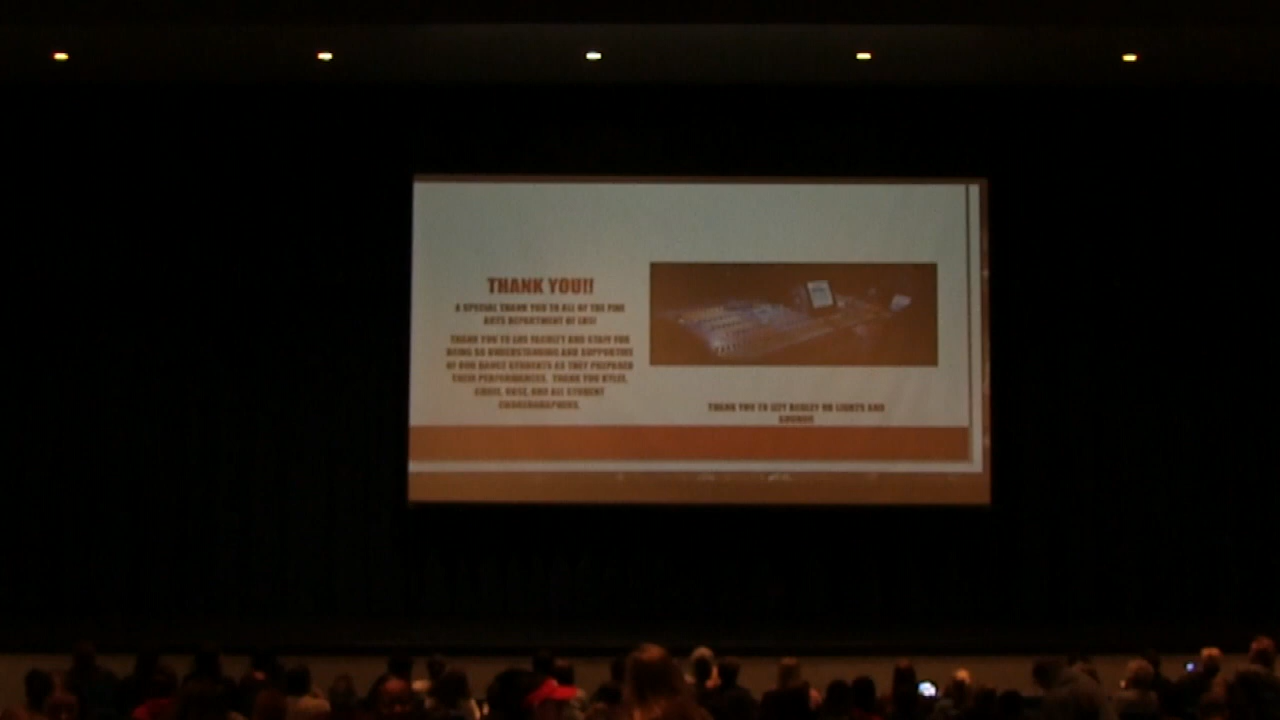 THANK YOU!!
A SPECIAL THANK YOU TO ALL OF THE FINE
ARTS DEPARTMENT OF
THANK YOU TO FACULTY AND STAFF FOR
BEING SO UNDERSTANDING AND SUPPORTIVE
OF OUR DANCE STUDENTS AS THEY PREPARED
THEIR PERFORMANCES. THANK YOU KYLEE,
AND ALL STUDENT
CHOREOGRAPHERS.
THANK YOU TO ON LIGHTS AND
SOUND!!